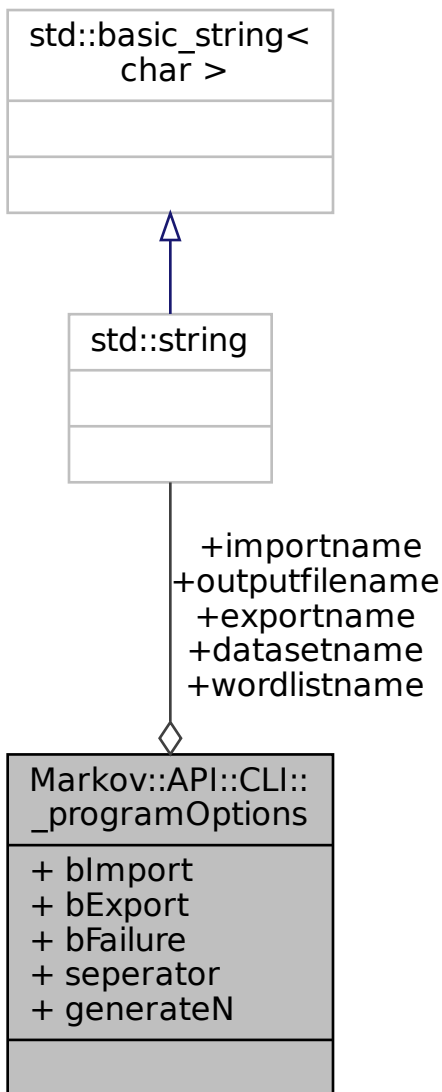 std::basic_string<
char >
std::string
+importname
+outputfilename
+exportname
+datasetname
+wordlistname
Markov::API::CLI::
_programOptions
+ bImport
+ bExport
+ bFailure
+ seperator
+ generateN